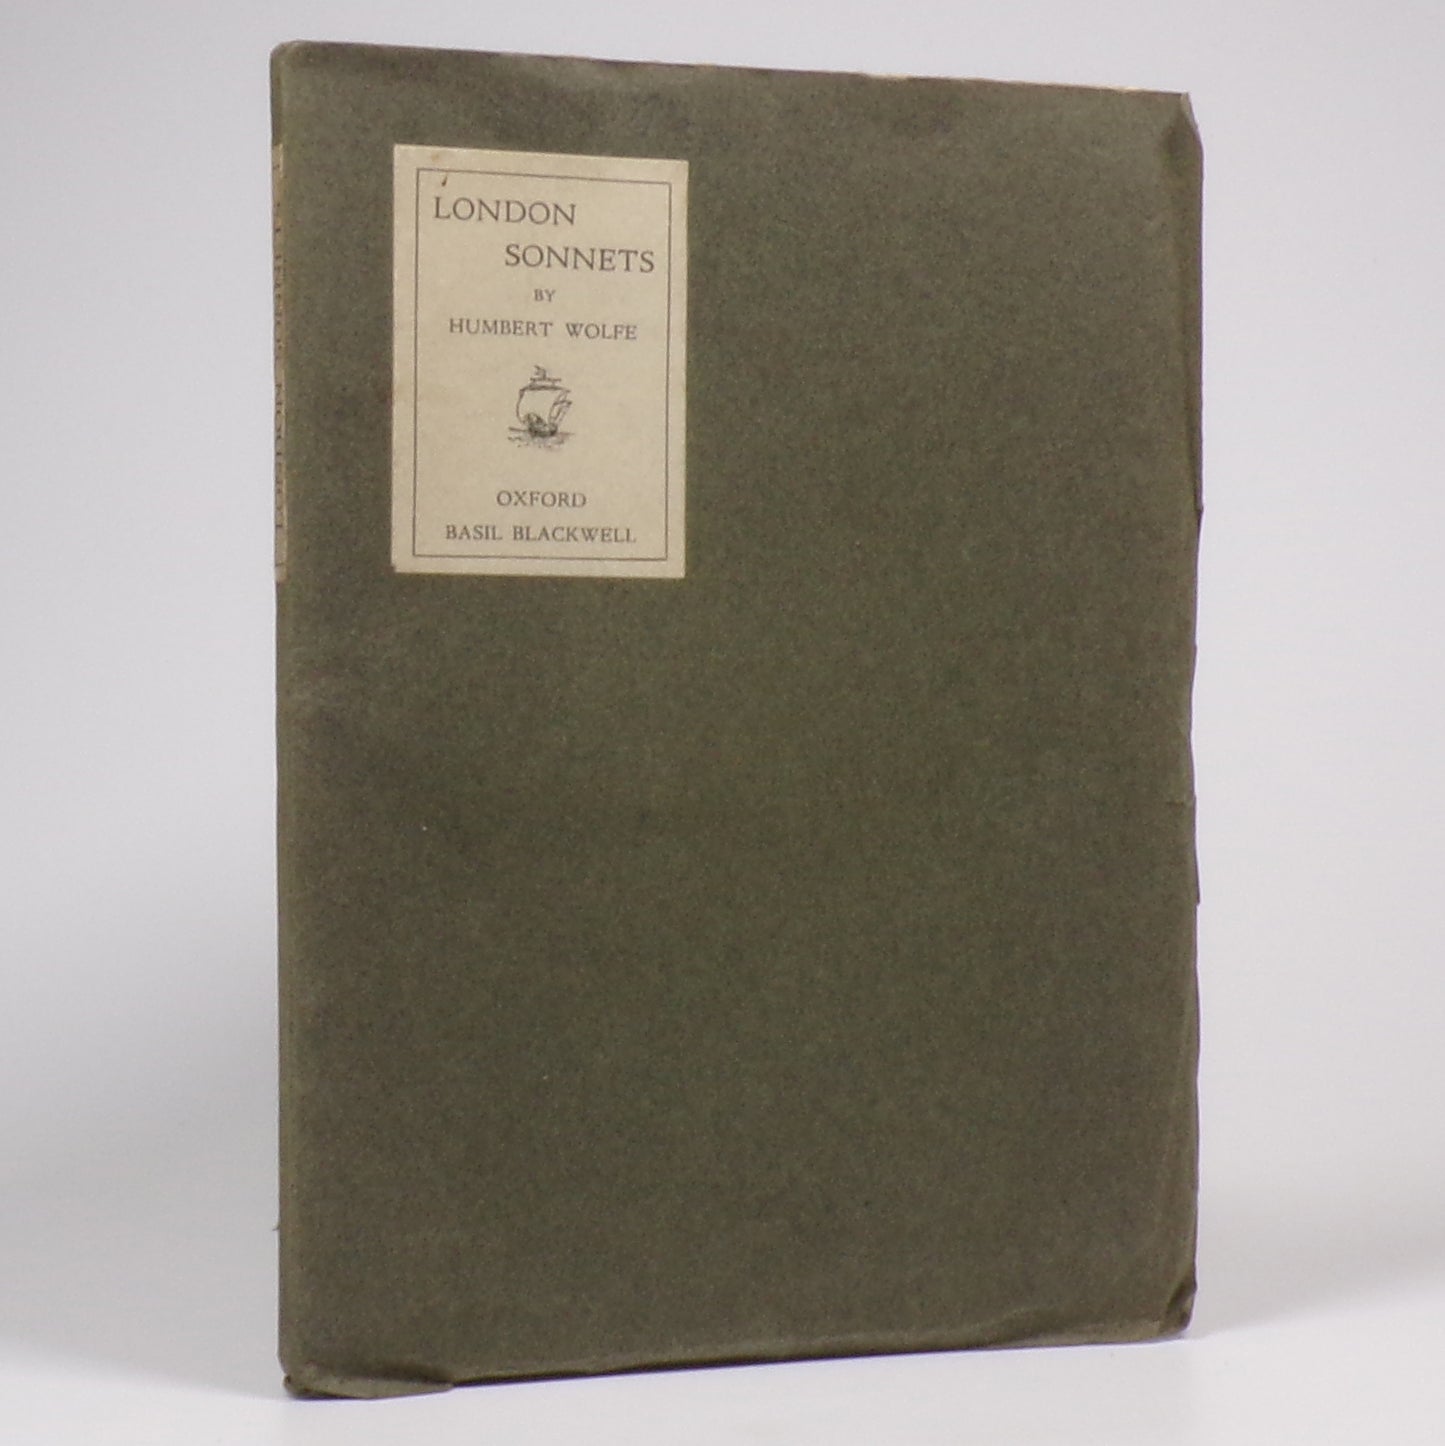 LONDON
SONNETS
BY
HUMBERT WOLFE
OXFORD
BASIL BLACKWELL